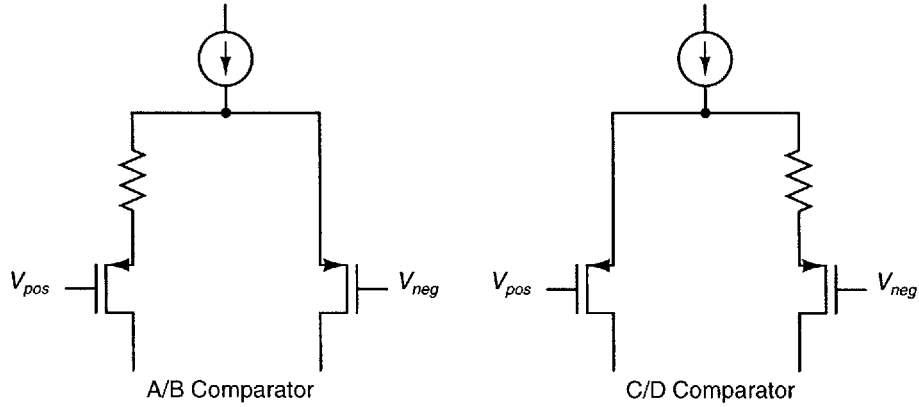 V_pos
V_neg
V_pos
V_neg
A/B Comparator
C/D Comparator